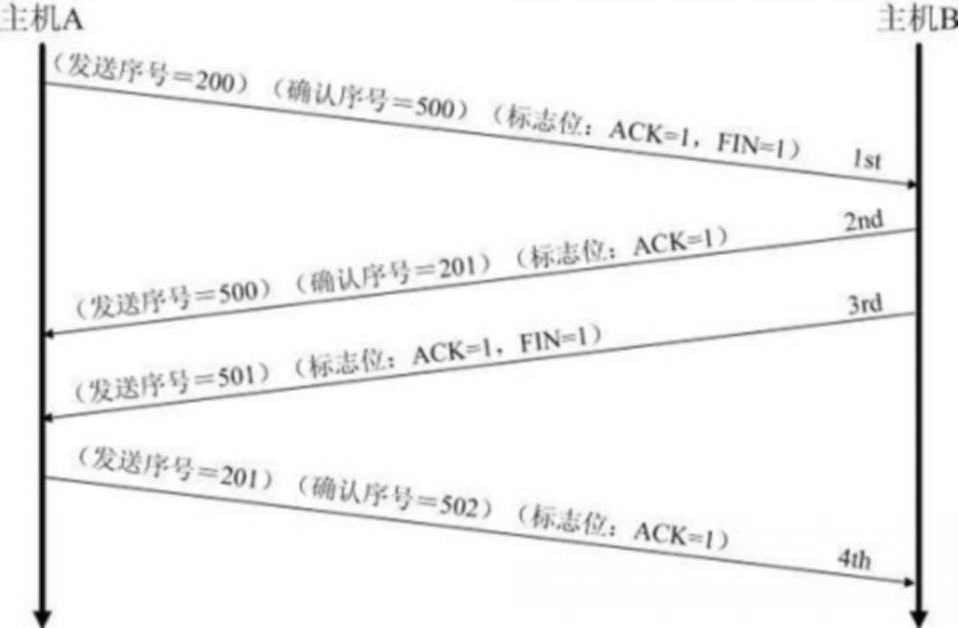 主机A
主机B
(发送序号=200)(确认序号=500)(标志位：ACK=1，FIN=1)
1st
2nd
(发送序号=500)(确认序号=201)(标志位：ACK=1)
3rd
(发送序号=501)(标志位：ACK=1，FIN=1)
(发送序号=201)(确认序号=502)(标志位：ACK=1)
4th